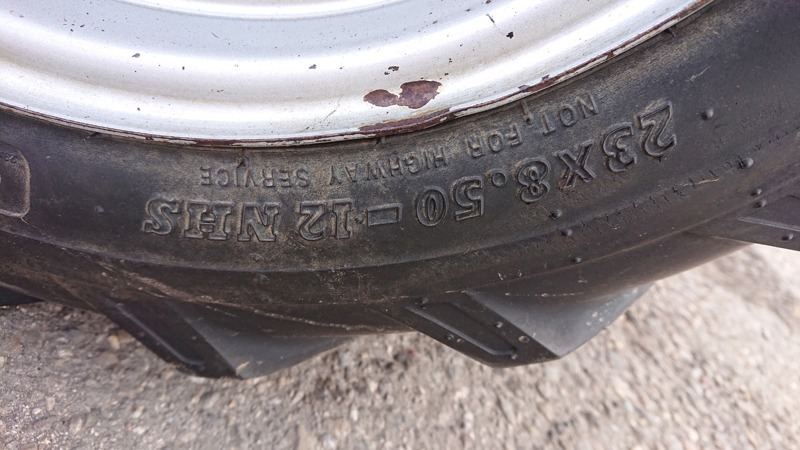 23X8.50-12 NHS
NOT FOR HIGHWAY SERVICE